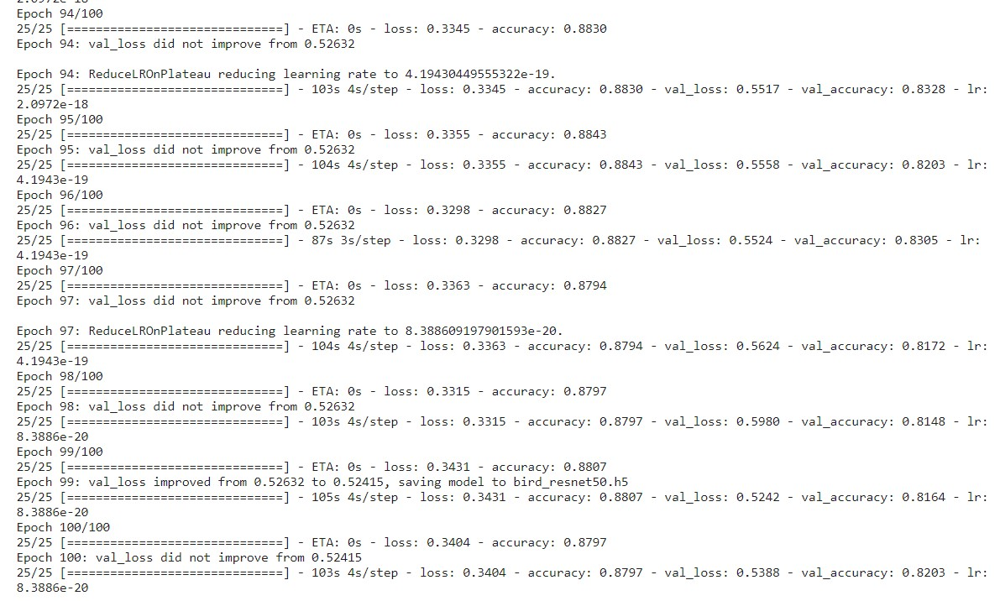 2.0972e-18
Epoch 94/100
25/25 [==============================] - ETA: 0s - loss: 0.3345 - accuracy: 0.8830
Epoch 94: val_loss did not improve from 0.52632
Epoch 94: ReduceLROnPlateau reducing learning rate to 4.19430449555322e-19.
25/25 [==============================] - 103s 4s/step - loss: 0.3345 - accuracy: 0.8830 - val_loss: 0.5517 - val_accuracy: 0.8328 - lr:
2.0972e-18
Epoch 95/100
25/25 [==============================] - ETA: 0s - loss: 0.3355 - accuracy: 0.8843
Epoch 95: val_loss did not improve from 0.52632
25/25 [==============================] - 104s 4s/step - loss: 0.3355 - accuracy: 0.8843 - val_loss: 0.5558 - val_accuracy: 0.8203 - lr:
4.1943e-19
Epoch 96/100
25/25 [==============================] - ETA: 0s - loss: 0.3298 - accuracy: 0.8827
Epoch 96: val_loss did not improve from 0.52632
25/25 [==============================] - 87s 3s/step - loss: 0.3298 - accuracy: 0.8827 - val_loss: 0.5524 - val_accuracy: 0.8305 - lr:
4.1943e-19
Epoch 97/100
25/25 [==============================] - ETA: 0s - loss: 0.3363 - accuracy: 0.8794
Epoch 97: val_loss did not improve from 0.52632
Epoch 97: ReduceLROnPlateau reducing learning rate to 8.388609197901593e-20.
25/25 [==============================] - 104s 4s/step - loss: 0.3363 - accuracy: 0.8794 - val_loss: 0.5624 - val_accuracy: 0.8172 - lr:
4.1943e-19
Epoch 98/100
25/25 [==============================] - ETA: 0s - loss: 0.3315 - accuracy: 0.8797
Epoch 98: val_loss did not improve from 0.52632
25/25 [==============================] - 103s 4s/step - loss: 0.3315 - accuracy: 0.8797 - val_loss: 0.5980 - val_accuracy: 0.8148 - lr:
8.3886e-20
Epoch 99/100
25/25 [==============================] - ETA: 0s - loss: 0.3431 - accuracy: 0.8807
Epoch 99: val_loss improved from 0.52632 to 0.52415, saving model to bird_resnet50.h5
25/25 [==============================] - 105s 4s/step - loss: 0.3431 - accuracy: 0.8807 - val_loss: 0.5242 - val_accuracy: 0.8164 - lr:
8.3886e-20
Epoch 100/100
25/25 [==============================] - ETA: 0s - loss: 0.3404 - accuracy: 0.8797
Epoch 100: val_loss did not improve from 0.52415
25/25 [==============================] - 103s 4s/step - loss: 0.3404 - accuracy: 0.8797 - val_loss: 0.5388 - val_accuracy: 0.8203 - lr:
8.3886e-20